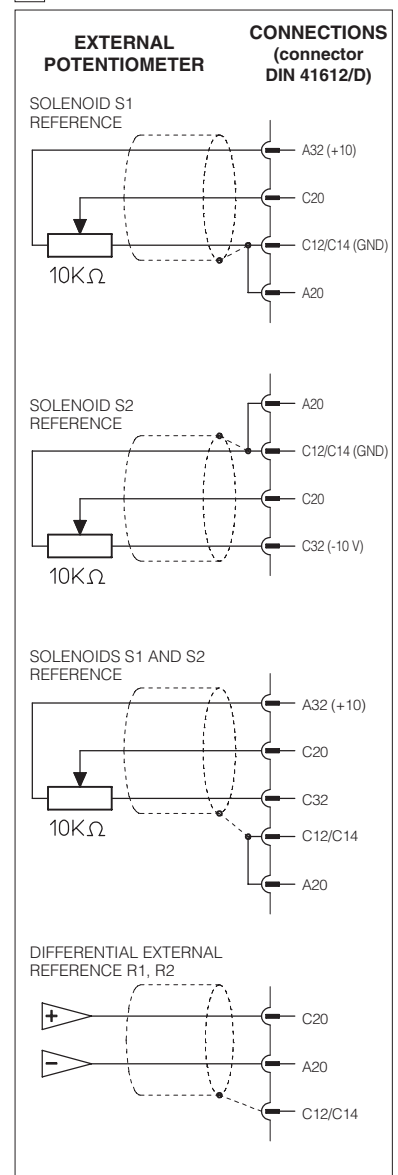 EXTERNAL
POTENTIOMETER
CONNECTIONS
(connector
DIN 41612/D)
SOLENOID S1
REFERENCE
A32 (+10)
C20
C12/C14 (GND)
A20
10KΩ
SOLENOID S2
REFERENCE
A20
C12/C14 (GND)
C20
C32 (-10 V)
10KΩ
SOLENOIDS S1 AND S2
REFERENCE
A32 (+10)
C20
C32
C12/C14
A20
10KΩ
DIFFERENTIAL EXTERNAL
REFERENCE R1, R2
+
C20
−
A20
C12/C14